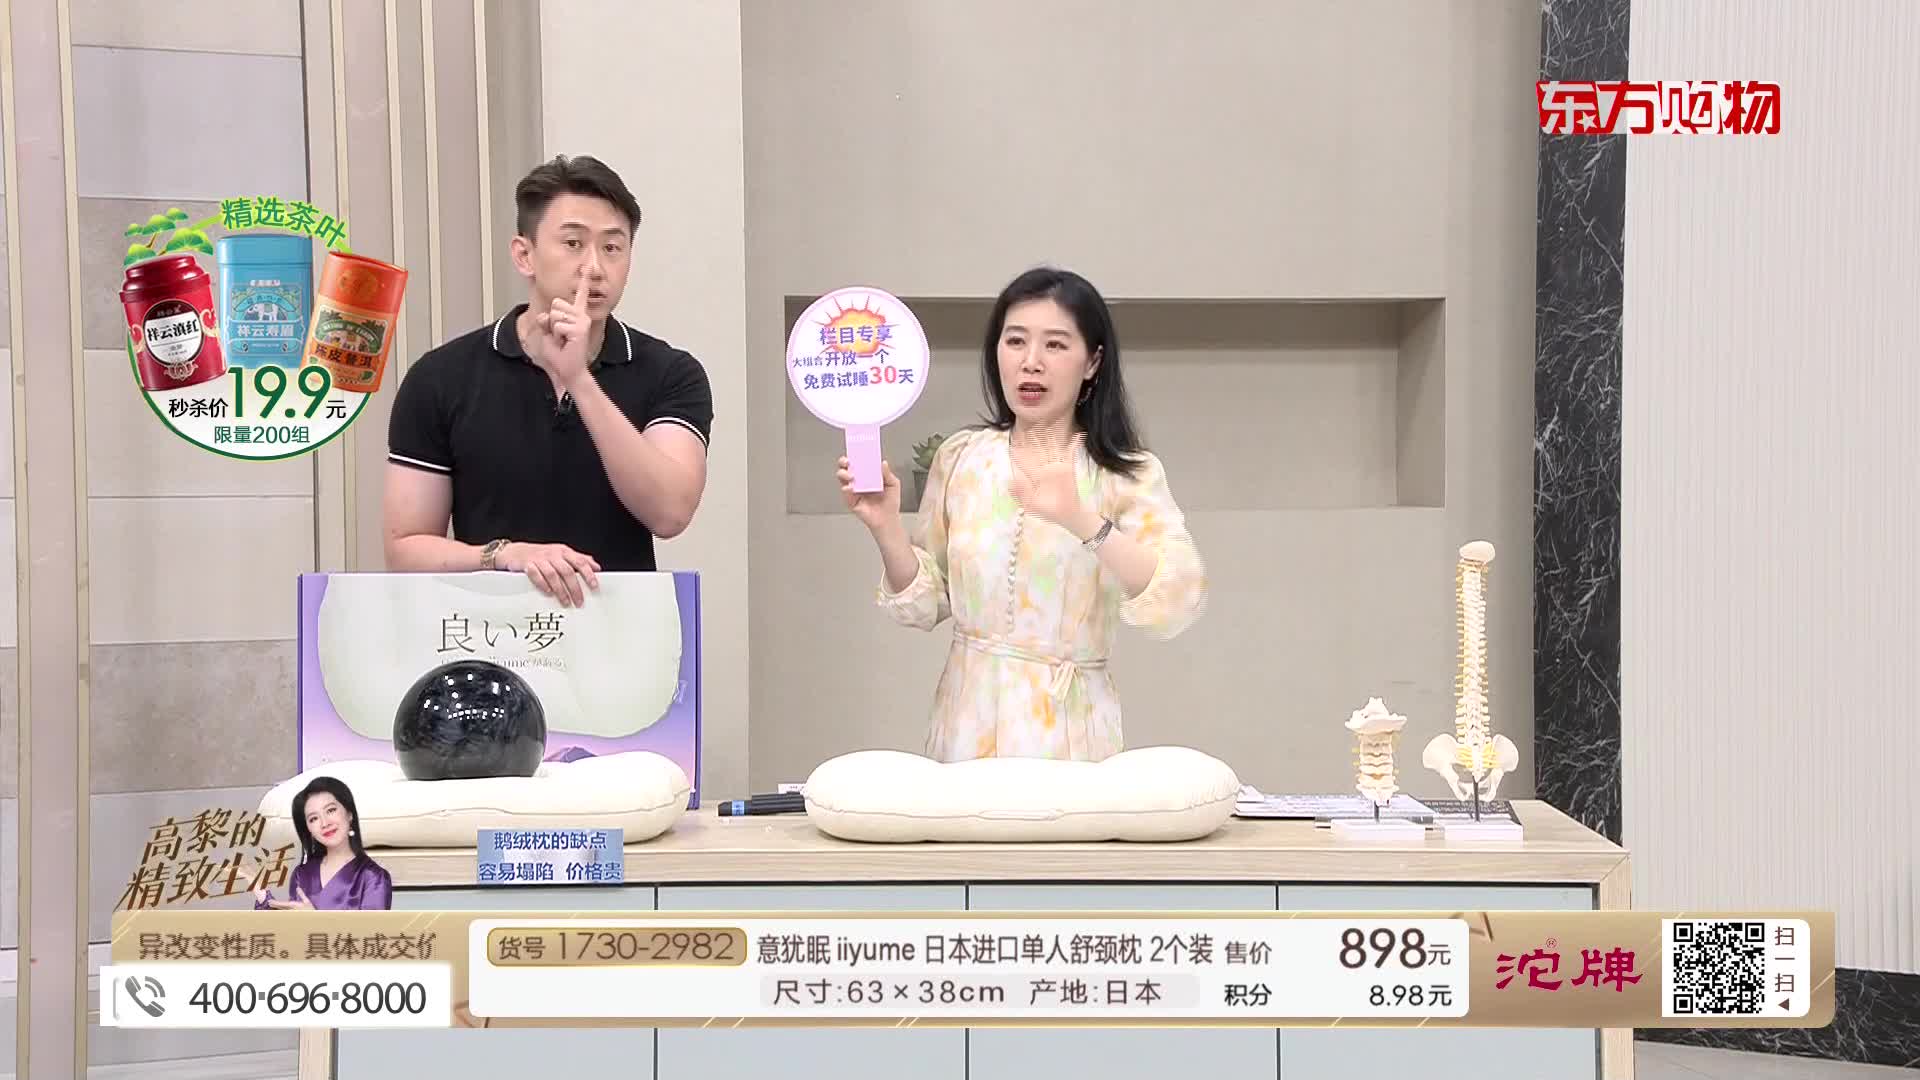 东方购物
精选茶叶
祥云滇红
祥云寿眉
陈皮普洱
秒杀价19.9元
限量200组
栏目专享
大组合开放一个
免费试睡30天
良い夢
高黎的
精致生活
鹅绒枕的缺点
容易塌陷 价格贵
异改变性质。具体成交价
400·696·8000
货号 1730-2982 意犹眠 iiyume 日本进口单人舒颈枕 2个装 售价 898元
尺寸:63×38cm 产地:日本 积分 8.98元
沱牌®
扫一扫